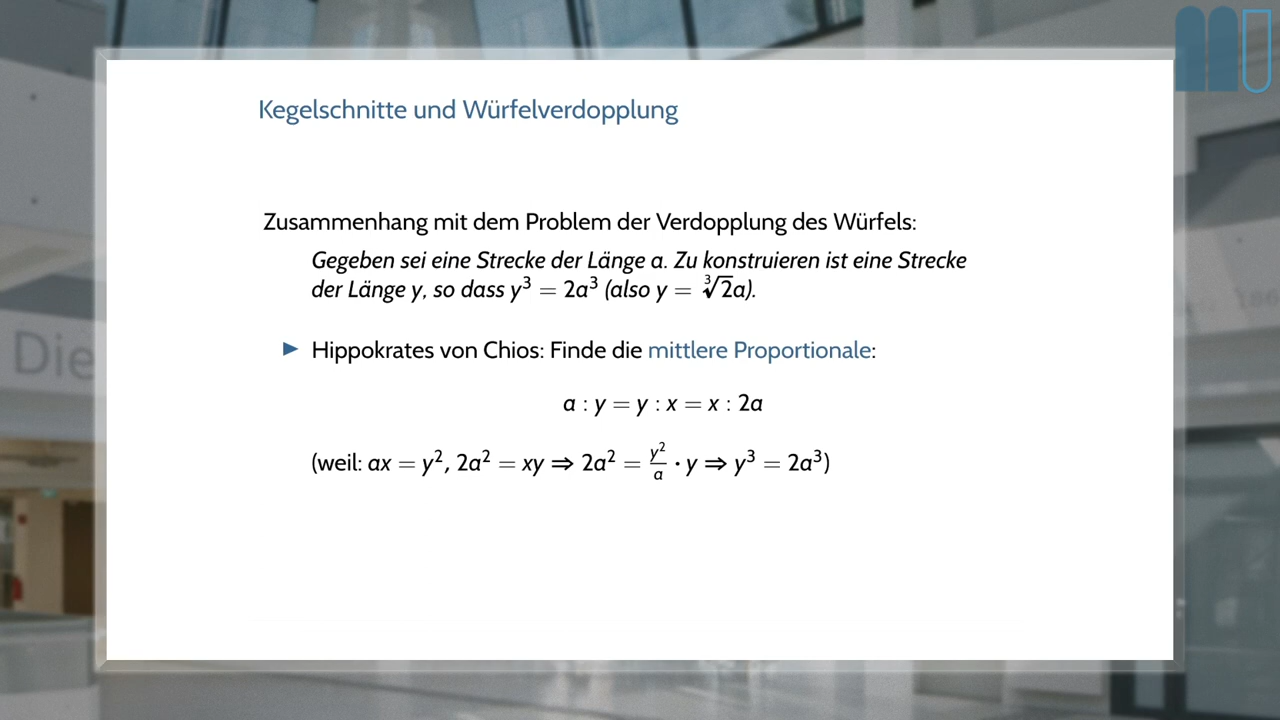 Kegelschnitte und Würfelverdopplung
Zusammenhang mit dem Problem der Verdopplung des Würfels:
Gegeben sei eine Strecke der Länge a. Zu konstruieren ist eine Strecke
der Länge y, so dass y³ = 2a³ (also y = ∛2a).
► Hippokrates von Chios: Finde die mittlere Proportionale:
a : y = y : x = x : 2a
(weil: ax = y², 2a² = xy ⇒ 2a² = y²/a · y ⇒ y³ = 2a³)
Die